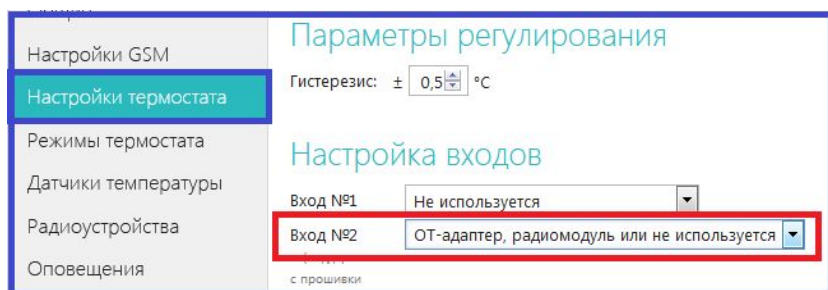 Настройки GSM
Настройки термостата
Режимы термостата
Датчики температуры
Радиоустройства
Оповещения
Параметры регулирования
Гистерезис: ± 0,5 °C
Настройка входов
Вход №1 Не используется
Вход №2 ОТ-адаптер, радиомодуль или не используется
с прошивки